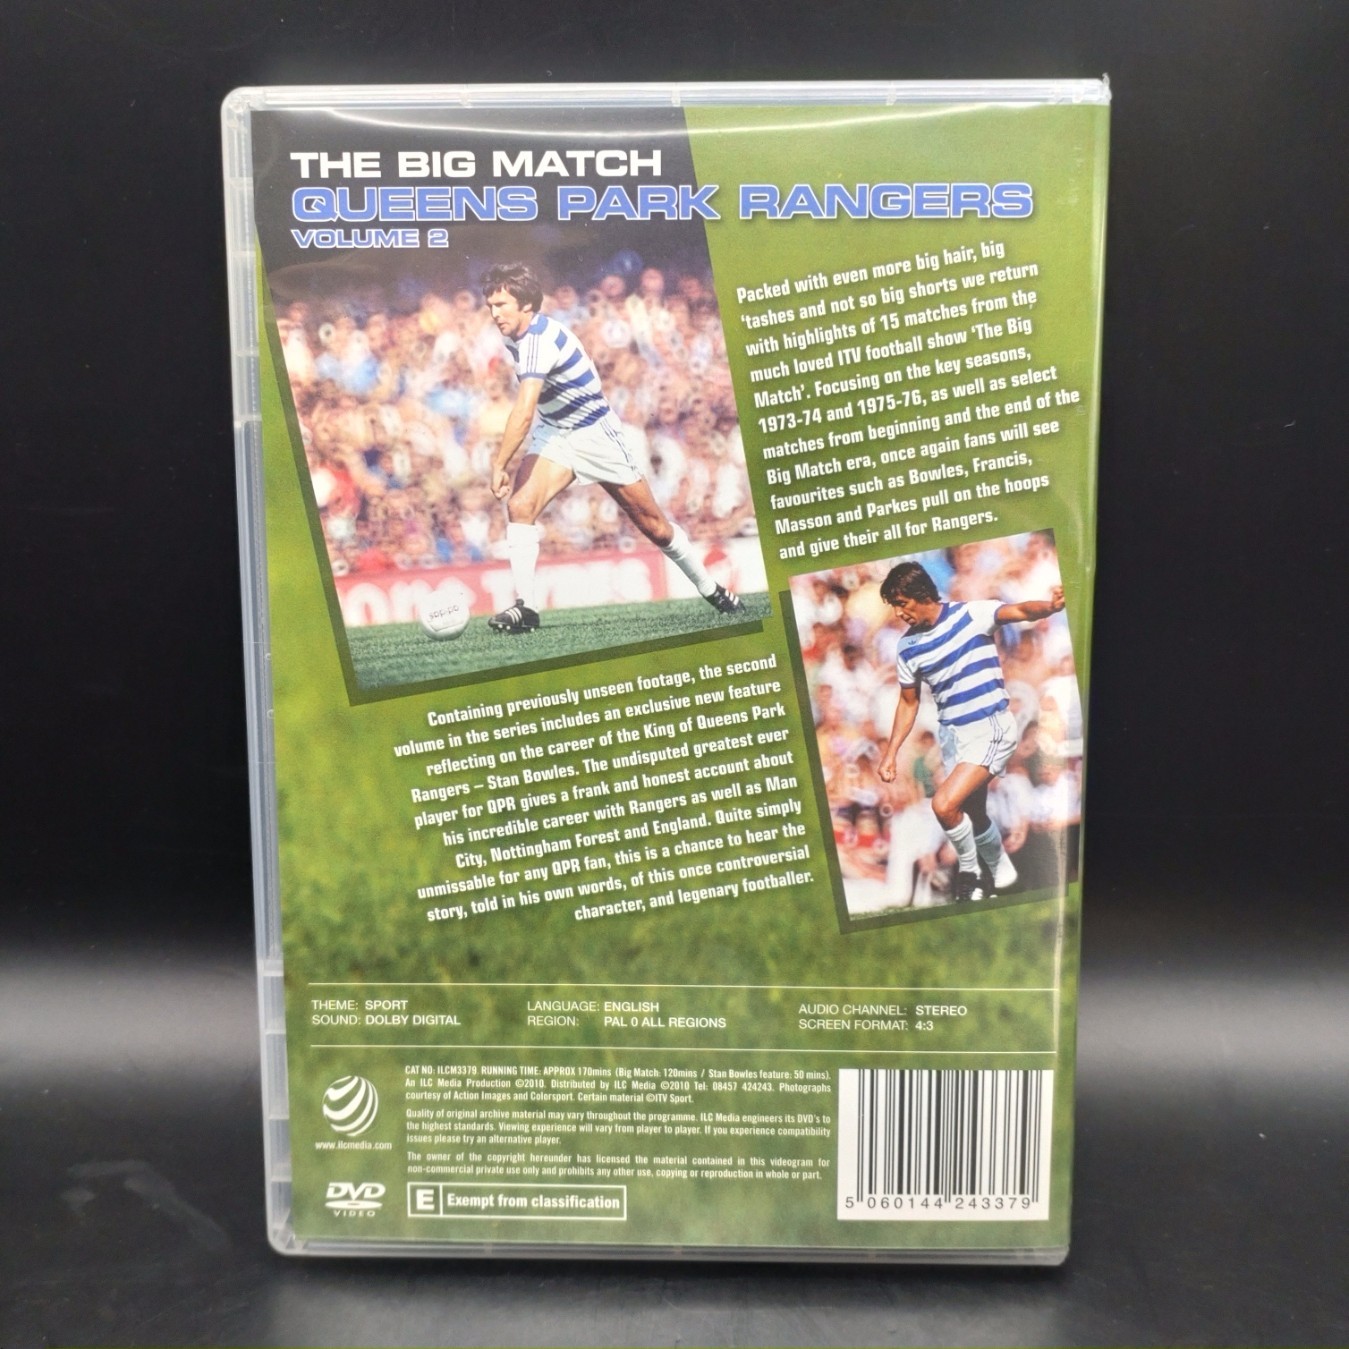 THE BIG MATCH
QUEENS PARK RANGERS
VOLUME 2
Packed with even more big hair, big
'tashes and not so big shorts we return
with highlights of 15 matches from the
much loved ITV football show 'The Big
Match'. Focusing on the key seasons,
1973-74 and 1975-76, as well as select
matches from beginning and the end of the
Big Match era, once again fans will see
favourites such as Bowles, Francis,
Masson and Parkes pull on the hoops
and give their all for Rangers.
Containing previously unseen footage, the second
volume in the series includes an exclusive new feature
reflecting on the career of the King of Queens Park
Rangers – Stan Bowles. The undisputed greatest ever
player for QPR gives a frank and honest account about
his incredible career with Rangers as well as Man
City, Nottingham Forest and England. Quite simply
unmissable for any QPR fan, this is a chance to hear the
story, told in his own words, of this once controversial
character, and legenary footballer.
THEME: SPORT
SOUND: DOLBY DIGITAL
LANGUAGE: ENGLISH
REGION: PAL 0 ALL REGIONS
AUDIO CHANNEL: STEREO
SCREEN FORMAT: 4:3
CAT NO: ILCM3379. RUNNING TIME: APPROX 170mins (Big Match: 120mins / Stan Bowles feature: 50 mins).
An ILC Media Production ©2010. Distributed by ILC Media ©2010 Tel: 08457 424243. Photographs
courtesy of Action Images and Colorsport. Certain material ©ITV Sport.
Quality of original archive material may vary throughout the programme. ILC Media engineers its DVD's to
the highest standards. Viewing experience will vary from player to player. If you experience compatibility
issues please try an alternative player.
The owner of the copyright hereunder has licensed the material contained in this videogram for
non-commercial private use only and prohibits any other use, copying or reproduction in whole or part.
www.ilcmedia.com
DVD
VIDEO
E Exempt from classification
5 060144 243379
adidas